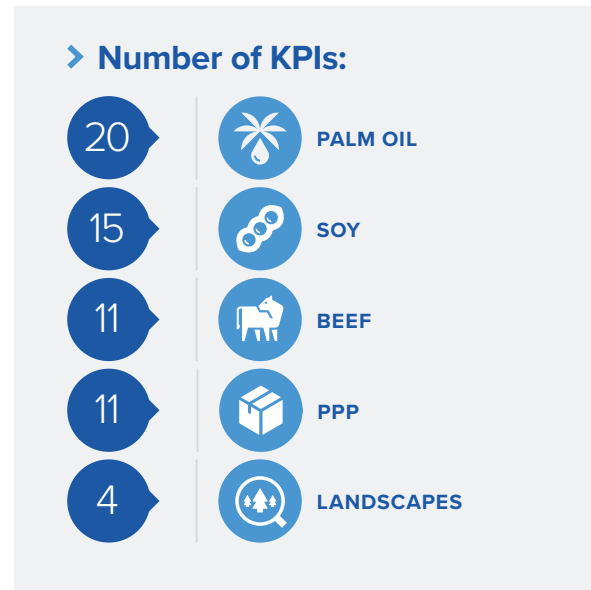 Number of KPIs:
20 PALM OIL
15 SOY
11 BEEF
11 PPP
4 LANDSCAPES